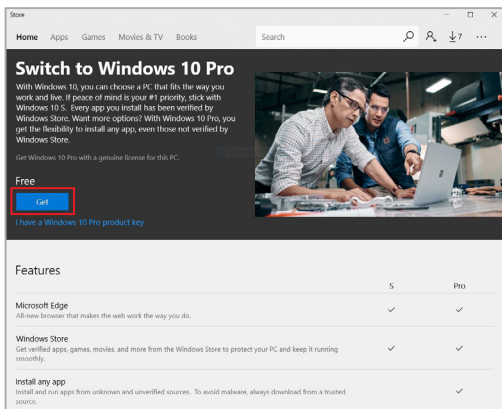 Store
Home Apps Games Movies & TV Books Search 7
Switch to Windows 10 Pro
With Windows 10, you can choose a PC that fits the way you
work and live. If peace of mind is your #1 priority, stick with
Windows 10 S. Every app you install has been verified by
Windows Store. Want more options? With Windows 10 Pro, you
get the flexibility to install any app, even those not verified by
Windows Store.
Get Windows 10 Pro with a genuine license for this PC.
Free
Get
I have a Windows 10 Pro product key
Features
S Pro
Microsoft Edge
All-new browser that makes the web work the way you do.
Windows Store
Get verified apps, games, movies, and more from the Windows Store to protect your PC and keep it running
smoothly.
Install any app
Install and run apps from unknown and unverified sources. To avoid malware, always download from a trusted
source.